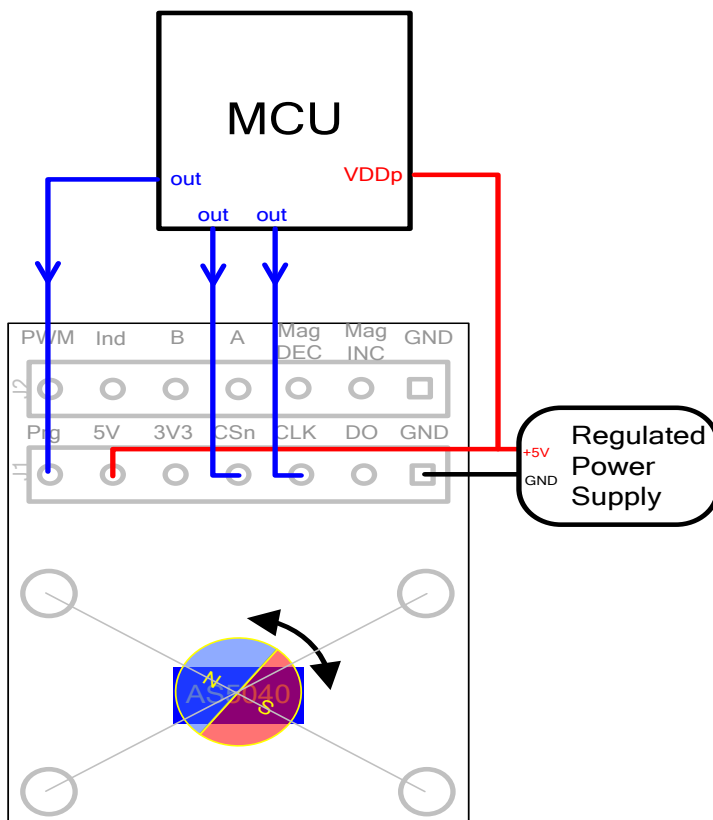 MCU
VDDp
out
out out
PWM Ind B A Mag DEC Mag INC GND
J2
Prg 5V 3V3 CSn CLK DO GND
J1
Regulated
Power
Supply
+5V
GND
AS5040
N
S